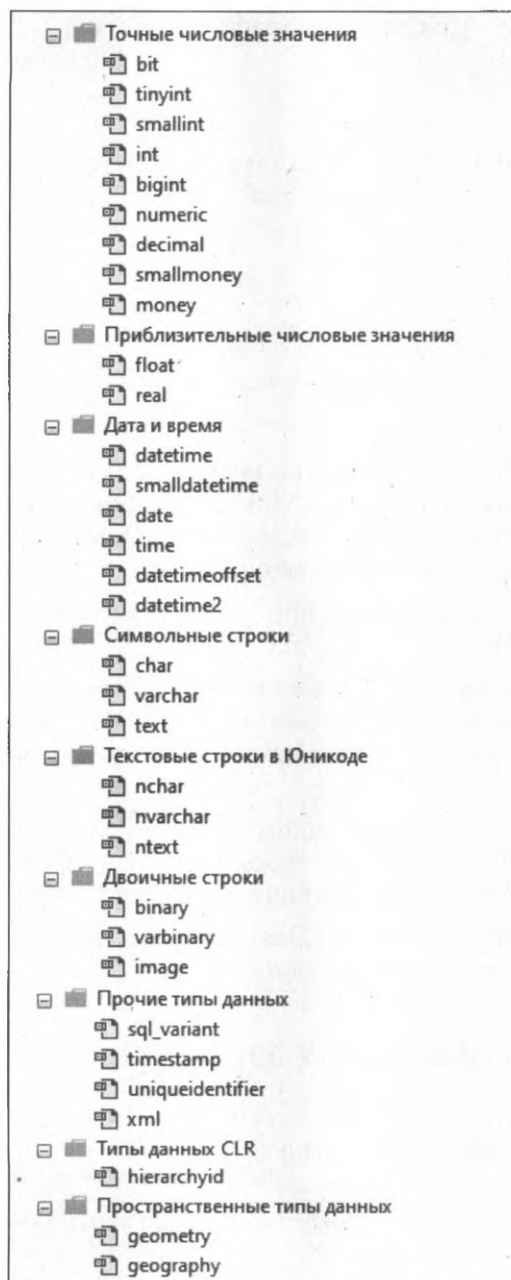 Точные числовые значения
bit
tinyint
smallint
int
bigint
numeric
decimal
smallmoney
money
Приблизительные числовые значения
float
real
Дата и время
datetime
smalldatetime
date
time
datetimeoffset
datetime2
Символьные строки
char
varchar
text
Текстовые строки в Юникоде
nchar
nvarchar
ntext
Двоичные строки
binary
varbinary
image
Прочие типы данных
sql_variant
timestamp
uniqueidentifier
xml
Типы данных CLR
hierarchyid
Пространственные типы данных
geometry
geography